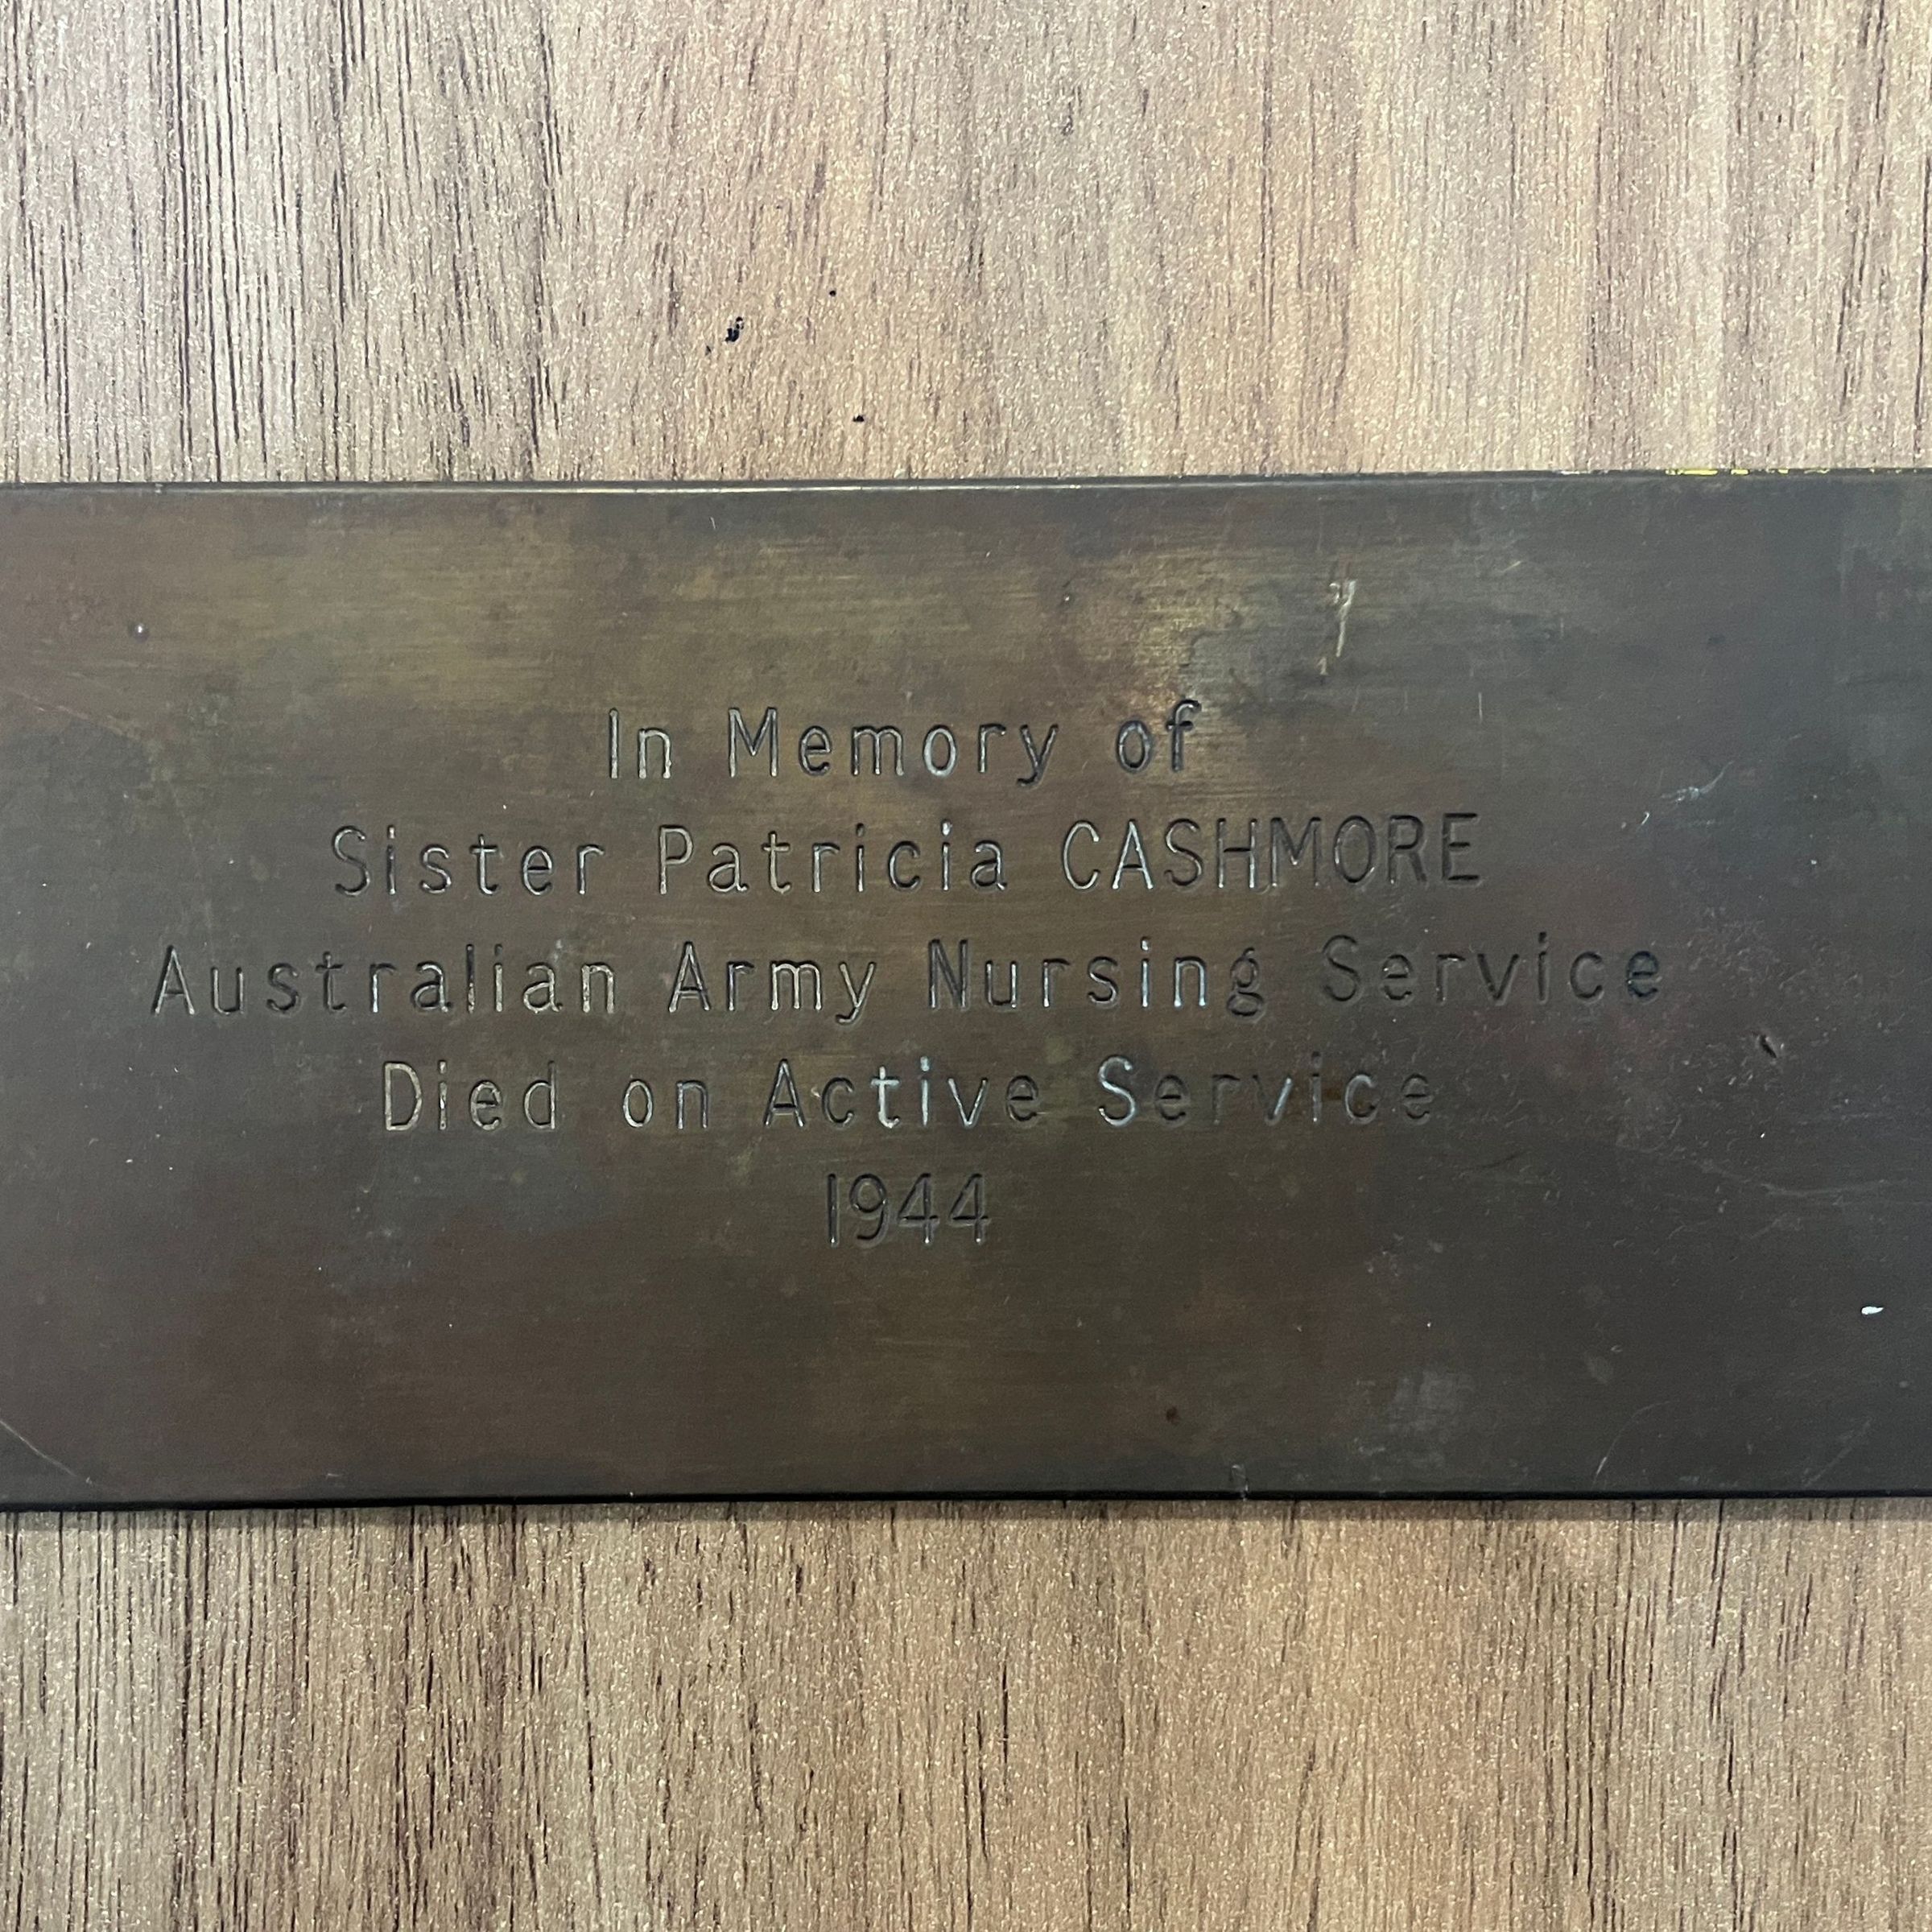 In Memory of
Sister Patricia CASHMORE
Australian Army Nursing Service
Died on Active Service
1944